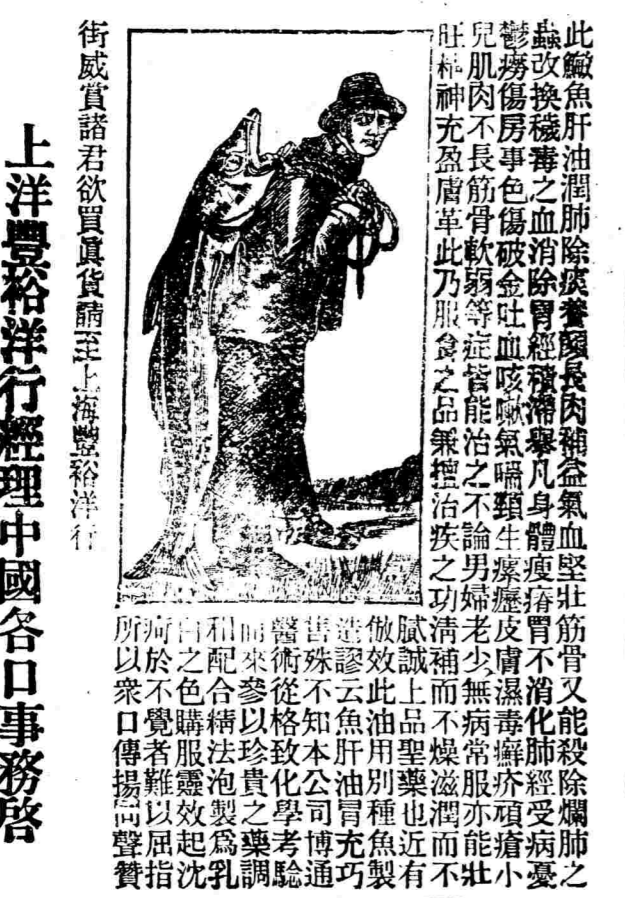 此鰵魚肝油潤肺除痰養顏長肉補益氣血堅壯筋骨又能殺除爛肺之
蟲改換穢毒之血消除胃經積滯舉凡身體瘦瘠胃不消化肺經受病憂
鬱癆傷房事色傷破金吐血咳嗽氣喘頸生瘰癧皮膚濕毒癬疥頑瘡小
兒肌肉不長筋骨軟弱等症皆能治之不論男婦老少無病常服亦能壯
旺精神充盈膚革此乃服食之品兼擅治疾之功淸補而不燥滋潤而不
膩誠上品聖藥也近有
倣效此油用別種魚製
造謬云魚肝油冒充巧
售殊不知本公司博通
醫術從格致化學考驗
而來參以珍貴之藥調
和配合精法泡製爲乳
白之色購服靈效起沈
疴於不覺者難以屈指
所以衆口傳揚同聲贊
街威賞諸君欲買眞貨請至上海豐裕洋行
上洋豐裕洋行經理中國各口事務啓